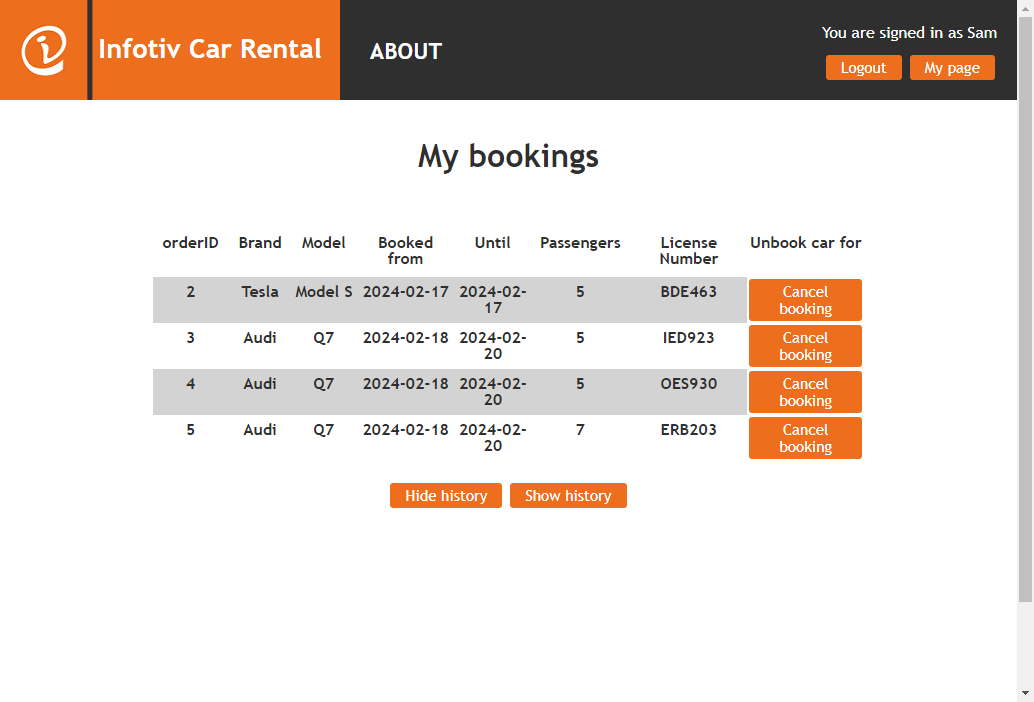 Infotiv Car Rental
ABOUT
You are signed in as Sam
Logout My page
My bookings
orderID Brand Model Booked from Until Passengers License Number Unbook car for
2 Tesla Model S 2024-02-17 2024-02-17 5 BDE463 Cancel booking
3 Audi Q7 2024-02-18 2024-02-20 5 IED923 Cancel booking
4 Audi Q7 2024-02-18 2024-02-20 5 OES930 Cancel booking
5 Audi Q7 2024-02-18 2024-02-20 7 ERB203 Cancel booking
Hide history Show history